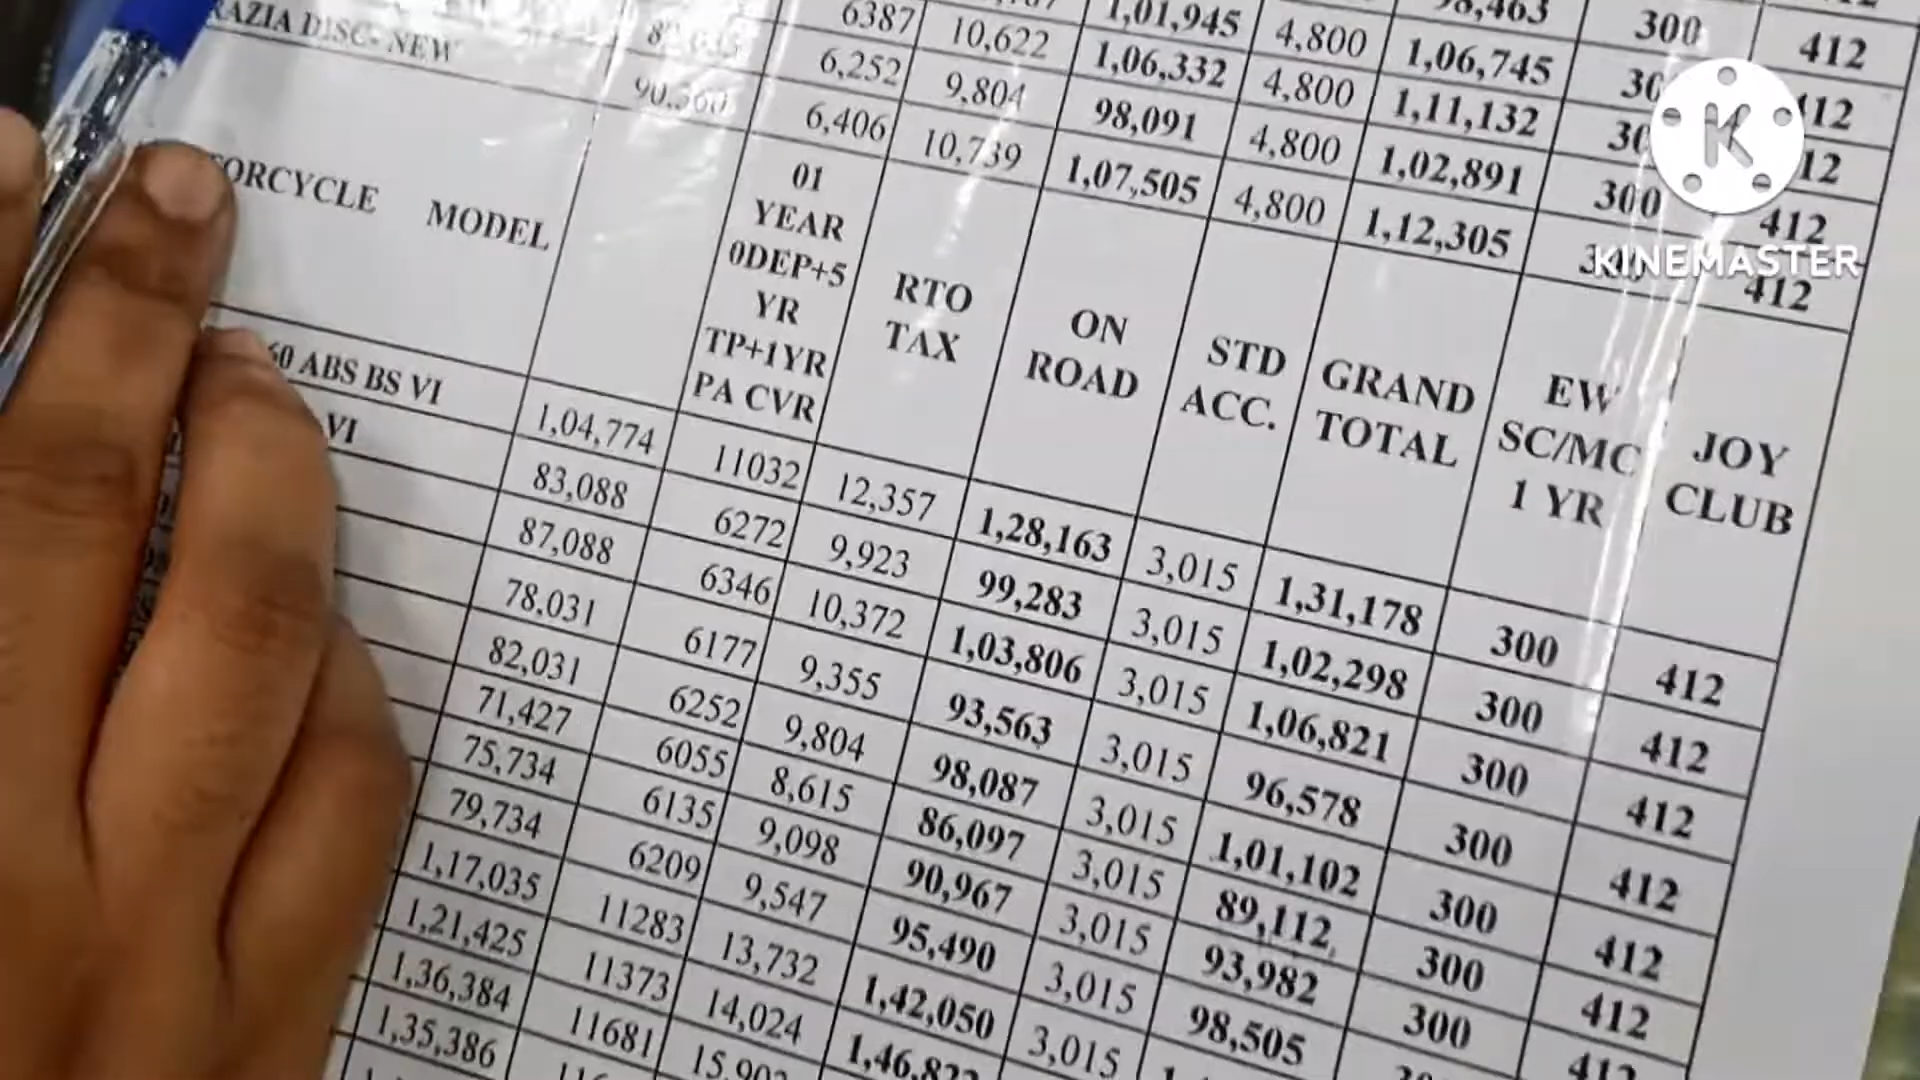 6387 10,622 1,01,945 4,800 1,06,745 300 412
6,252 9,804 1,06,332 4,800 1,11,132 412
RAZIA DISC- NEW 90,360 6,406 10,739 98,091 4,800 1,02,891 300 412
1,07,505 4,800 1,12,305 412
ORCYCLE MODEL
01
YEAR
0DEP+5
YR
TP+1YR
PA CVR
RTO
TAX
ON
ROAD
STD
ACC.
GRAND
TOTAL
EW
SC/MC
1 YR
JOY
CLUB
60 ABS BS VI 1,04,774 11032 12,357 1,28,163 3,015 1,31,178 300 412
VI 83,088 6272 9,923 99,283 3,015 1,02,298 300 412
87,088 6346 10,372 1,03,806 3,015 1,06,821 300 412
78,031 6177 9,355 93,563 3,015 96,578 300 412
82,031 6252 9,804 98,087 3,015 1,01,102 300 412
71,427 6055 8,615 86,097 3,015 89,112 300 412
75,734 6135 9,098 90,967 3,015 93,982 300 412
79,734 6209 9,547 95,490 3,015 98,505
1,17,035 11283 13,732 1,42,050 3,015
1,21,425 11373 14,024
1,36,384 11681
1,35,386
K
KINEMASTER